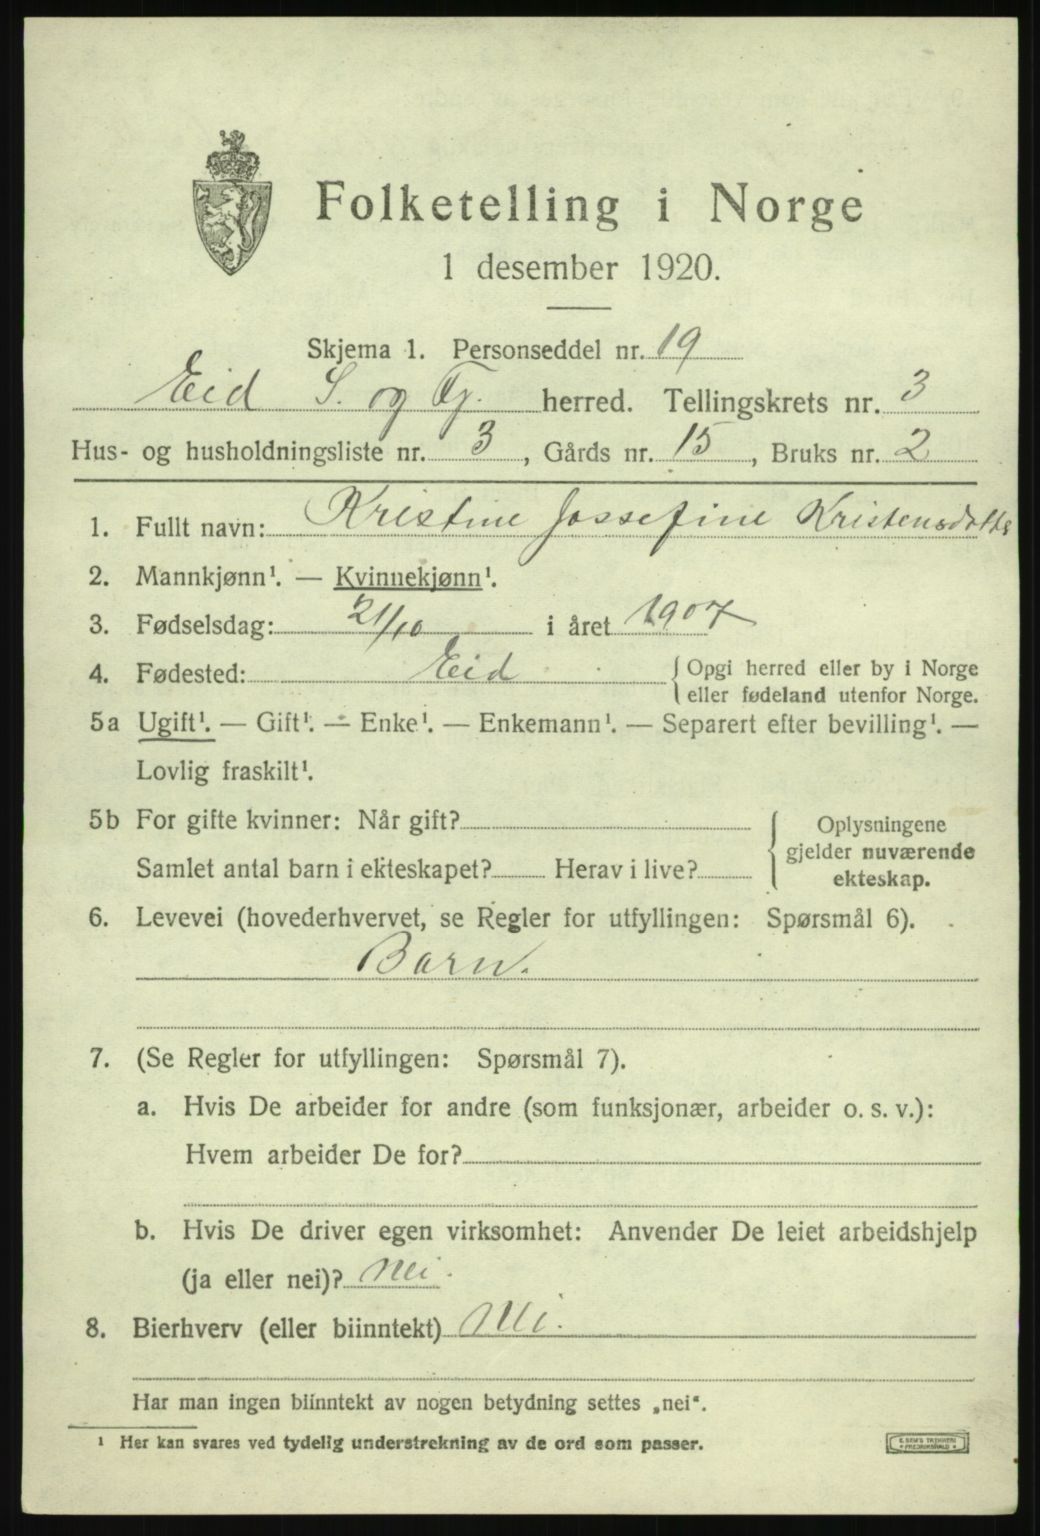 Folketelling i Norge
1 desember 1920.
Skjema 1. Personseddel nr. 19
Eid S. og Fj. herred. Tellingskrets nr. 3
Hus- og husholdningsliste nr. 3, Gårds nr. 15, Bruks nr. 2
1. Fullt navn: Kristine Jossefine Kristensdatte
2. Mannkjønn¹. — Kvinnekjønn¹.
3. Fødselsdag: 21/10 i året 1907
4. Fødested: Eid {Opgi herred eller by i Norge
eller fødeland utenfor Norge.
5a Ugift¹. — Gift¹. — Enke¹. — Enkemann¹. — Separert efter bevilling¹. —
Lovlig fraskilt¹.
5b For gifte kvinner: Når gift?
Samlet antal barn i ekteskapet? Herav i live?
Oplysningene
gjelder nuværende
ekteskap.
6. Levevei (hovederhvervet, se Regler for utfyllingen: Spørsmål 6).
Barn.
7. (Se Regler for utfyllingen: Spørsmål 7).
a. Hvis De arbeider for andre (som funksjonær, arbeider o. s. v.):
Hvem arbeider De for?
b. Hvis De driver egen virksomhet: Anvender De leiet arbeidshjelp
(ja eller nei)? Nei.
8. Bierhverv (eller biinntekt) Nei.
Har man ingen biinntekt av nogen betydning settes „nei“.
¹ Her kan svares ved tydelig understrekning av de ord som passer.
E. SEM'S TRYKKERI
* FREDRIKSHALD *